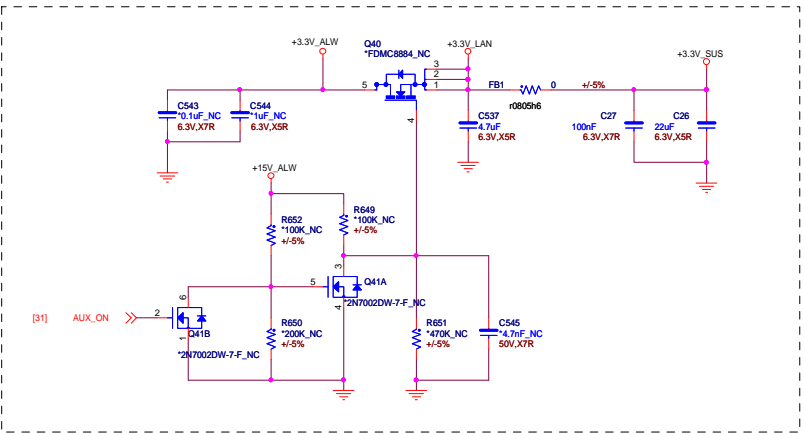 +3.3V_ALW
Q40
*FDMC8884_NC
+3.3V_LAN
+3.3V_SUS
5
3
2
1
4
FB1
0
+/-5%
r0805h6
C543
*0.1uF_NC
6.3V,X7R
C544
*1uF_NC
6.3V,X5R
C537
4.7uF
6.3V,X5R
C27
100nF
6.3V,X7R
C26
22uF
6.3V,X5R
+15V_ALW
R652
*100K_NC
+/-5%
R649
*100K_NC
+/-5%
5
3
4
Q41A
*2N7002DW-7-F_NC
[31]
AUX_ON
2
6
1
Q41B
*2N7002DW-7-F_NC
R650
*200K_NC
+/-5%
R651
*470K_NC
+/-5%
C545
*4.7nF_NC
50V,X7R